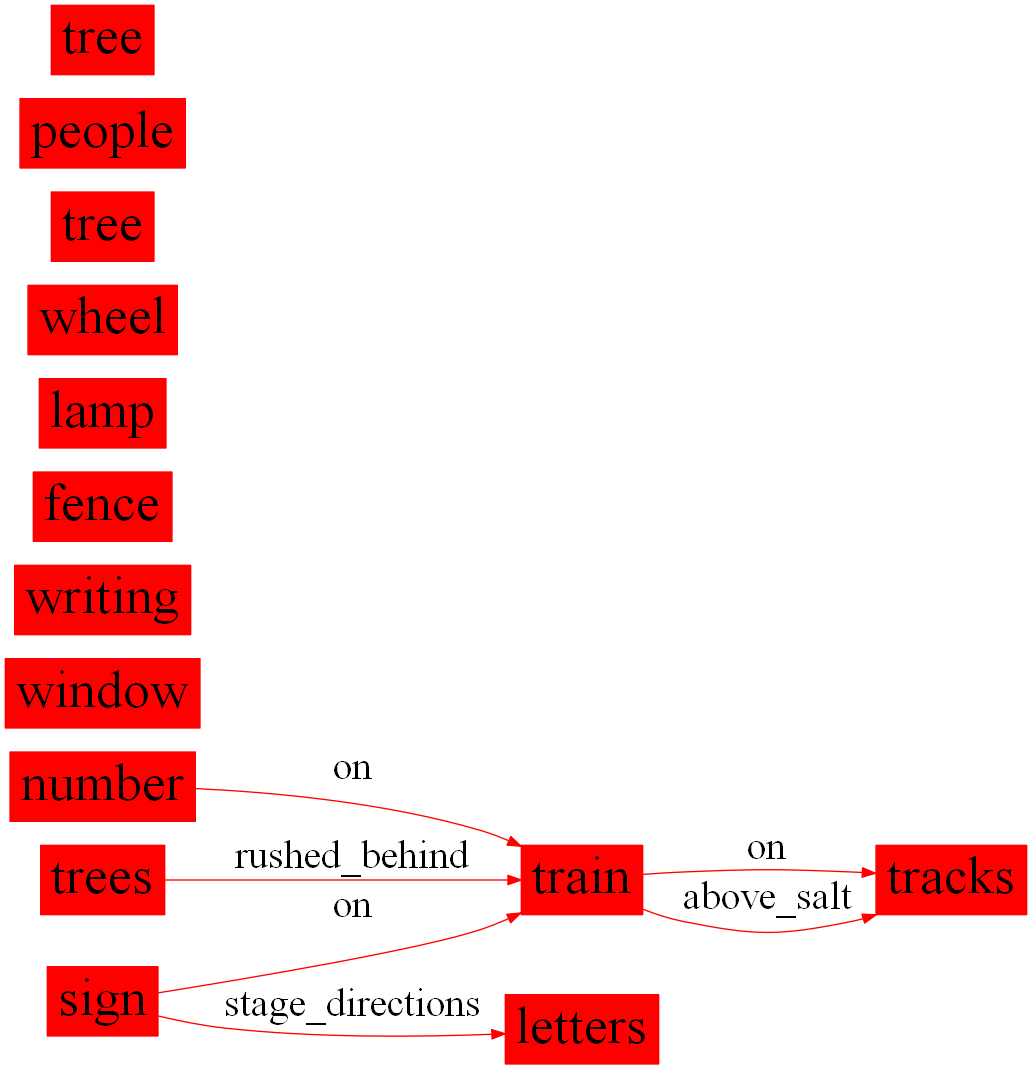 tree
people
tree
wheel
lamp
fence
writing
window
number
on
trees
rushed_behind
train
on
tracks
above_salt
on
sign
stage_directions
letters